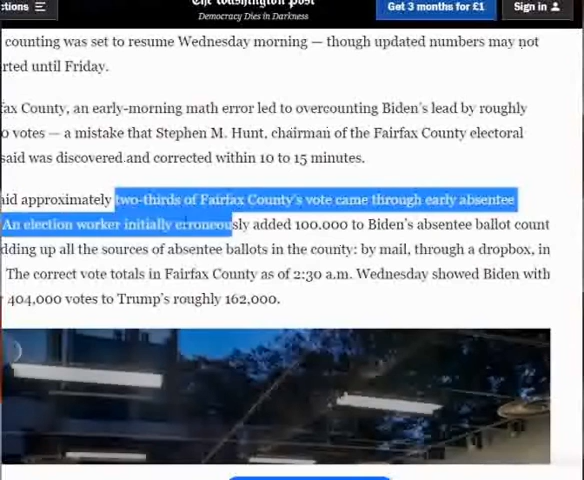 ctions
The Washington Post
Democracy Dies in Darkness
Get 3 months for £1
Sign in
counting was set to resume Wednesday morning — though updated numbers may not
rted until Friday.
fax County, an early-morning math error led to overcounting Biden's lead by roughly
0 votes — a mistake that Stephen M. Hunt, chairman of the Fairfax County electoral
said was discovered and corrected within 10 to 15 minutes.
aid approximately two-thirds of Fairfax County's vote came through early absentee
An election worker initially erroneously added 100,000 to Biden's absentee ballot count
dding up all the sources of absentee ballots in the county: by mail, through a dropbox, in
The correct vote totals in Fairfax County as of 2:30 a.m. Wednesday showed Biden with
404,000 votes to Trump's roughly 162,000.